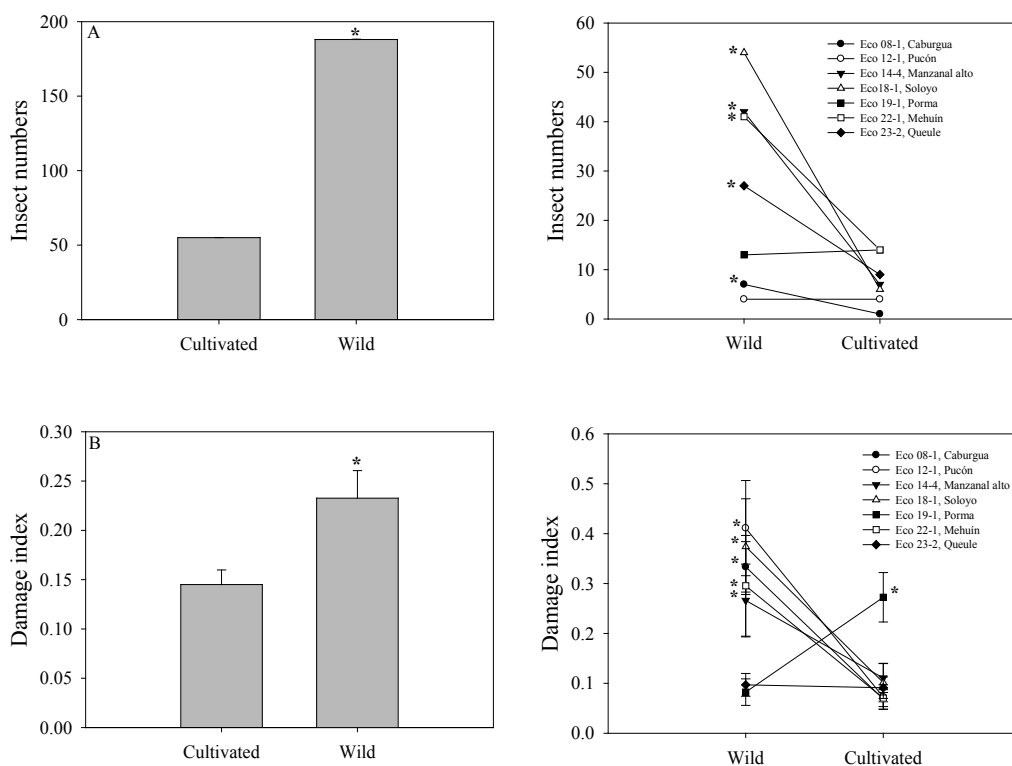 A
Insect numbers
200
150
100
50
0
*
Cultivated
Wild
Insect numbers
60
50
40
30
20
10
0
Eco 08-1, Caburgua
Eco 12-1, Pucón
Eco 14-4, Manzanal alto
Eco18-1, Soloyo
Eco 19-1, Porma
Eco 22-1, Mehuín
Eco 23-2, Queule
*
*
*
*
*
Wild
Cultivated
B
Damage index
0.30
0.25
0.20
0.15
0.10
0.05
0.00
*
Cultivated
Wild
Damage index
0.6
0.5
0.4
0.3
0.2
0.1
0.0
Eco 08-1, Caburgua
Eco 12-1, Pucón
Eco 14-4, Manzanal alto
Eco 18-1, Soloyo
Eco 19-1, Porma
Eco 22-1, Mehuín
Eco 23-2, Queule
*
*
*
*
*
*
Wild
Cultivated